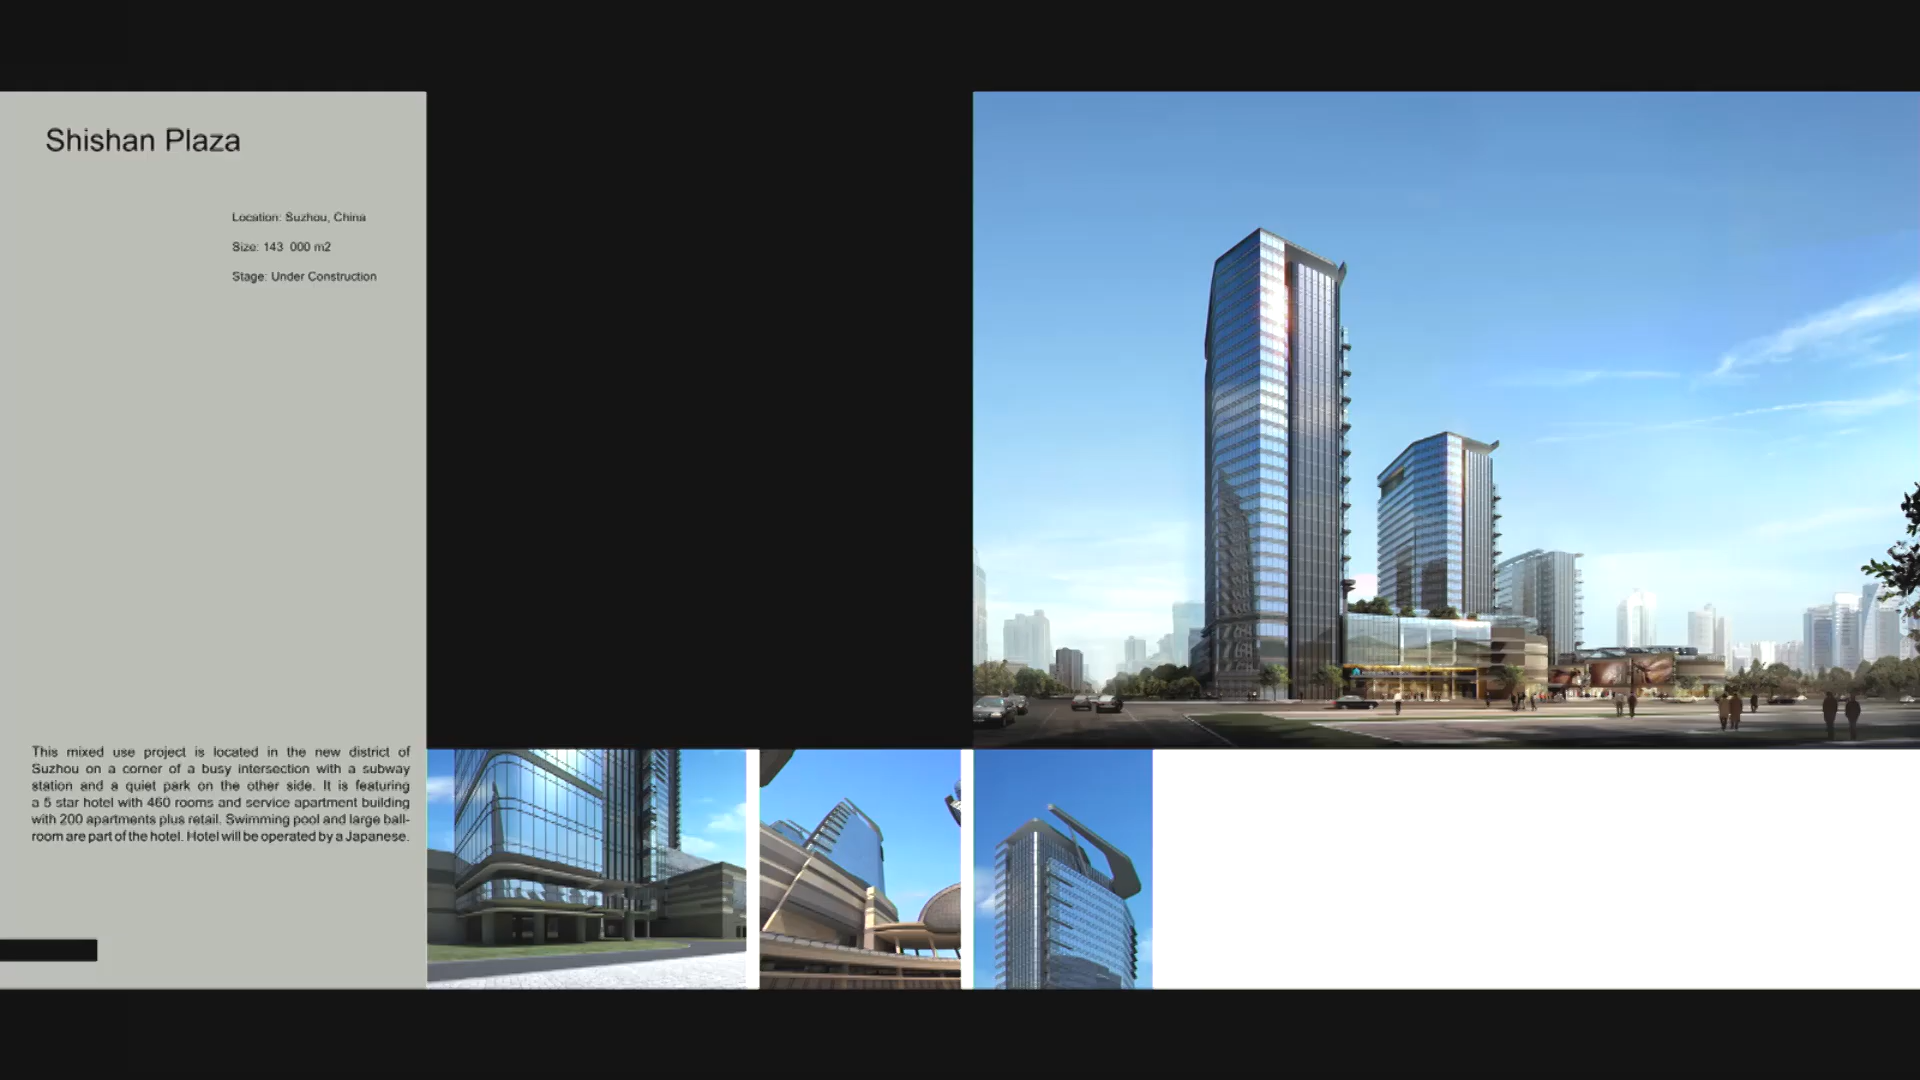 Shishan Plaza
Location: Suzhou, China
Size: 143 000 m2
Stage: Under Construction
This mixed use project is located in the new district of
Suzhou on a corner of a busy intersection with a subway
station and a quiet park on the other side. It is featuring
a 5 star hotel with 460 rooms and service apartment building
with 200 apartments plus retail. Swimming pool and large ball-
room are part of the hotel. Hotel will be operated by a Japanese.